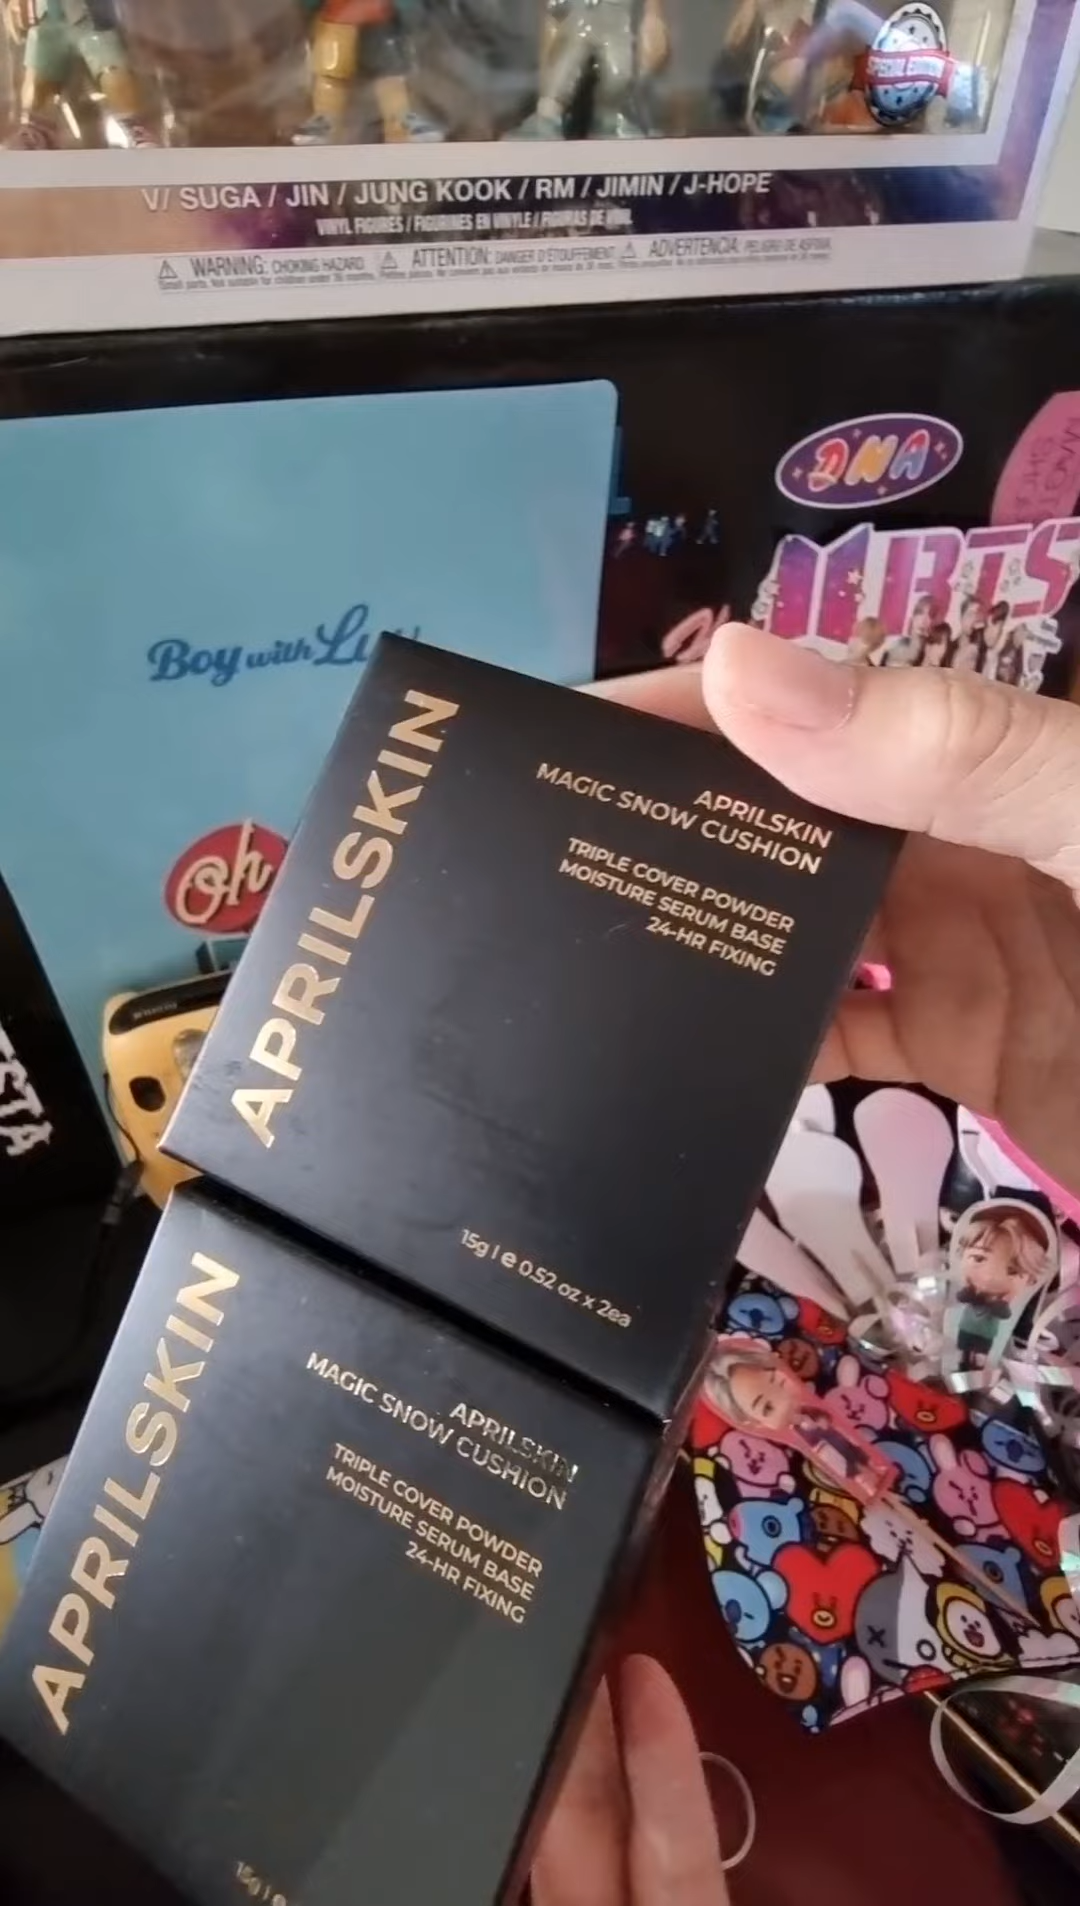 SPECIAL EDITION
V/ SUGA / JIN / JUNG KOOK / RM / JIMIN / J-HOPE
VINYL FIGURES / FIGURINES EN VINYLE / FIGURAS DE VINIL
WARNING: CHOKING HAZARD ATTENTION: DANGER D'ÉTOUFFEMENT ADVERTENCIA: PELIGRO DE ASFIXIA
DNA
BTS
Boy with
oh
APRILSKIN
APRILSKIN
MAGIC SNOW CUSHION
TRIPLE COVER POWDER
MOISTURE SERUM BASE
24-HR FIXING
15g | e 0.52 oz x 2ea
APRILSKIN
APRILSKIN
MAGIC SNOW CUSHION
TRIPLE COVER POWDER
MOISTURE SERUM BASE
24-HR FIXING
15g | e